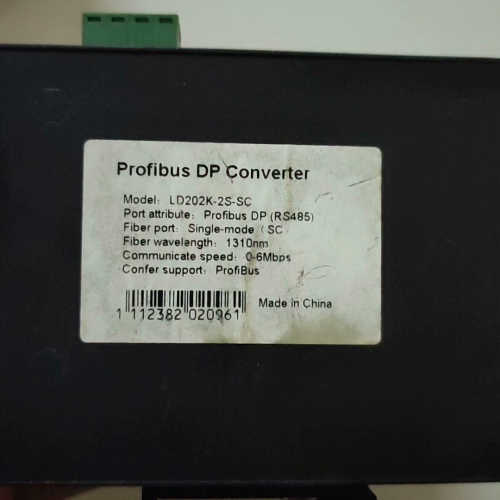 Profibus DP Converter
Model: LD202K-2S-SC
Port attribute: Profibus DP (RS485)
Fiber port: Single-mode ( SC
Fiber wavelength: 1310nm
Communicate speed: 0-6Mbps
Confer support: ProfiBus
Made in China
1 112382 020961